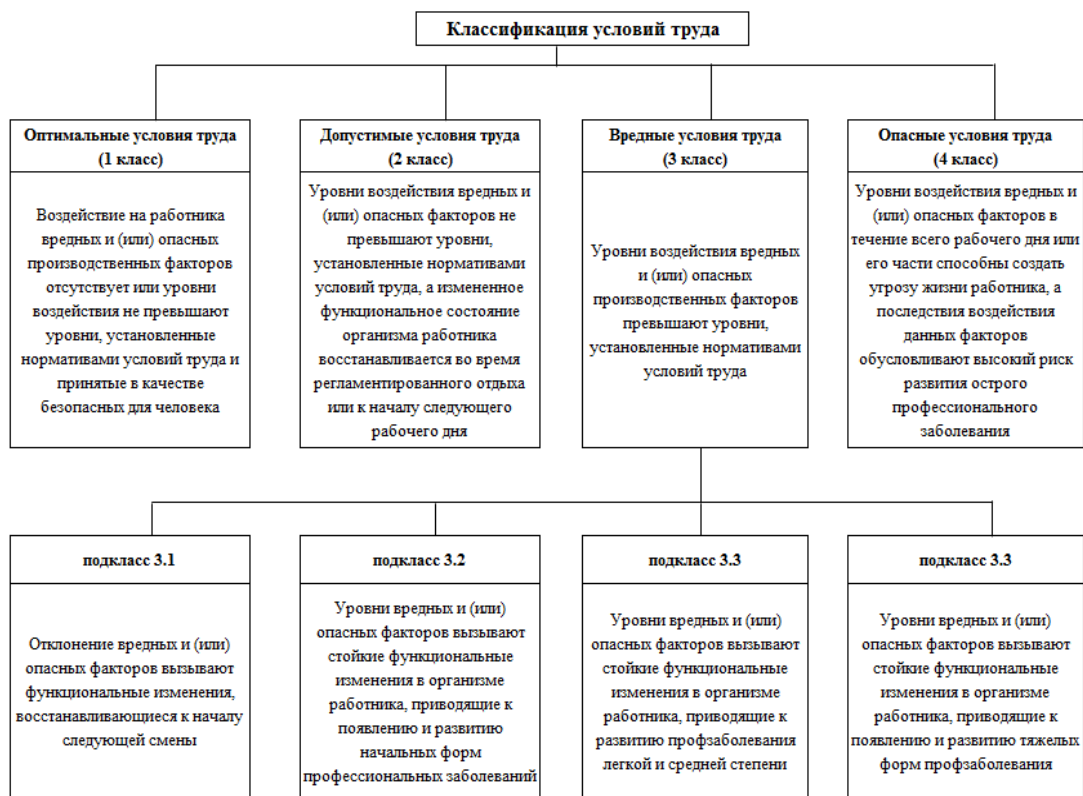 Классификация условий труда
Оптимальные условия труда
(1 класс)
Воздействие на работника
вредных и (или) опасных
производственных факторов
отсутствует или уровни
воздействия не превышают
уровни, установленные
нормативами условий труда и
принятые в качестве
безопасных для человека
Допустимые условия труда
(2 класс)
Уровни воздействия вредных и
(или) опасных факторов не
превышают уровни,
установленные нормативами
условий труда, а измененное
функциональное состояние
организма работника
восстанавливается во время
регламентированного отдыха
или к началу следующего
рабочего дня
Вредные условия труда
(3 класс)
Уровни воздействия вредных
и (или) опасных
производственных факторов
превышают уровни,
установленные нормативами
условий труда
Опасные условия труда
(4 класс)
Уровни воздействия вредных и
(или) опасных факторов в
течение всего рабочего дня или
его части способны создать
угрозу жизни работника, а
последствия воздействия
данных факторов
обусловливают высокий риск
развития острого
профессионального
заболевания
подкласс 3.1
Отклонение вредных и (или)
опасных факторов вызывают
функциональные изменения,
восстанавливающиеся к началу
следующей смены
подкласс 3.2
Уровни вредных и (или)
опасных факторов вызывают
стойкие функциональные
изменения в организме
работника, приводящие к
появлению и развитию
начальных форм
профессиональных заболеваний
подкласс 3.3
Уровни вредных и (или)
опасных факторов вызывают
стойкие функциональные
изменения в организме
работника, приводящие к
развитию профзаболевания
легкой и средней степени
подкласс 3.3
Уровни вредных и (или)
опасных факторов вызывают
стойкие функциональные
изменения в организме
работника, приводящие к
появлению и развитию тяжелых
форм профзаболевания